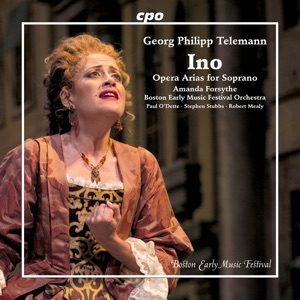 cpo
Georg Philipp Telemann
Ino
Opera Arias for Soprano
Amanda Forsythe
Boston Early Music Festival Orchestra
Paul O'Dette · Stephen Stubbs · Robert Mealy
Boston Early Music Festival